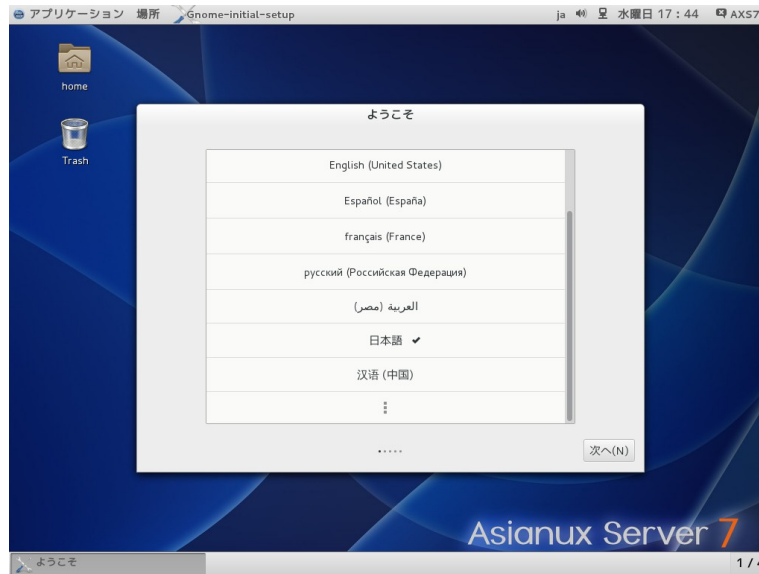 アプリケーション 場所 Gnome-initial-setup ja 水曜日 17：44 AXS7
home
Trash
ようこそ
English (United States)
Español (España)
français (France)
русский (Российская Федерация)
العربية (مصر)
日本語 ✔
汉语 (中国)
次へ(N)
Asianux Server 7
ようこそ 1 / 4